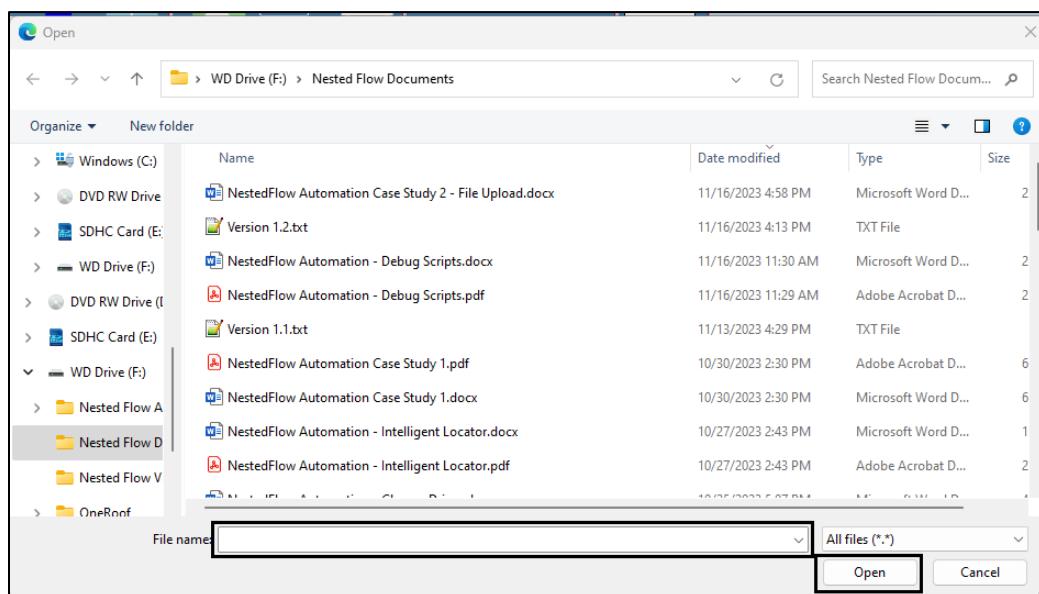 Open
WD Drive (F:) > Nested Flow Documents
Search Nested Flow Docum...
Organize New folder
Name Date modified Type Size
Windows (C:)
DVD RW Drive
SDHC Card (E:
WD Drive (F:)
DVD RW Drive (
SDHC Card (E:)
WD Drive (F:)
Nested Flow A
Nested Flow D
Nested Flow V
OneRoof
NestedFlow Automation Case Study 2 - File Upload.docx 11/16/2023 4:58 PM Microsoft Word D... 2
Version 1.2.txt 11/16/2023 4:13 PM TXT File
NestedFlow Automation - Debug Scripts.docx 11/16/2023 11:30 AM Microsoft Word D... 2
NestedFlow Automation - Debug Scripts.pdf 11/16/2023 11:29 AM Adobe Acrobat D... 2
Version 1.1.txt 11/13/2023 4:29 PM TXT File
NestedFlow Automation Case Study 1.pdf 10/30/2023 2:30 PM Adobe Acrobat D... 6
NestedFlow Automation Case Study 1.docx 10/30/2023 2:30 PM Microsoft Word D... 6
NestedFlow Automation - Intelligent Locator.docx 10/27/2023 2:43 PM Microsoft Word D... 1
NestedFlow Automation - Intelligent Locator.pdf 10/27/2023 2:43 PM Adobe Acrobat D... 2
File name: All files (*.*)
Open Cancel